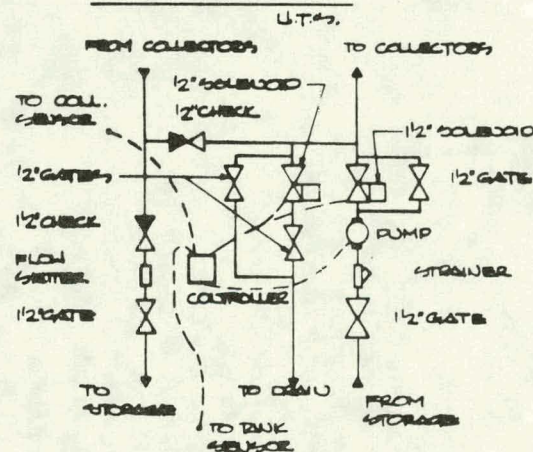 N.T.S.
FROM COLLECTORS
TO COLLECTORS
1/2" SOLENOID
1/2" CHECK
TO COLL.
SENSOR
1 1/2" SOLENOID
1/2" GATES
1/2" GATE
1 1/2" CHECK
PUMP
FLOW
SETTER
STRAINER
CONTROLLER
1 1/2" GATE
1 1/2" GATE
TO
STORAGE
TO DRAIN
FROM
STORAGE
TO TANK
SENSOR